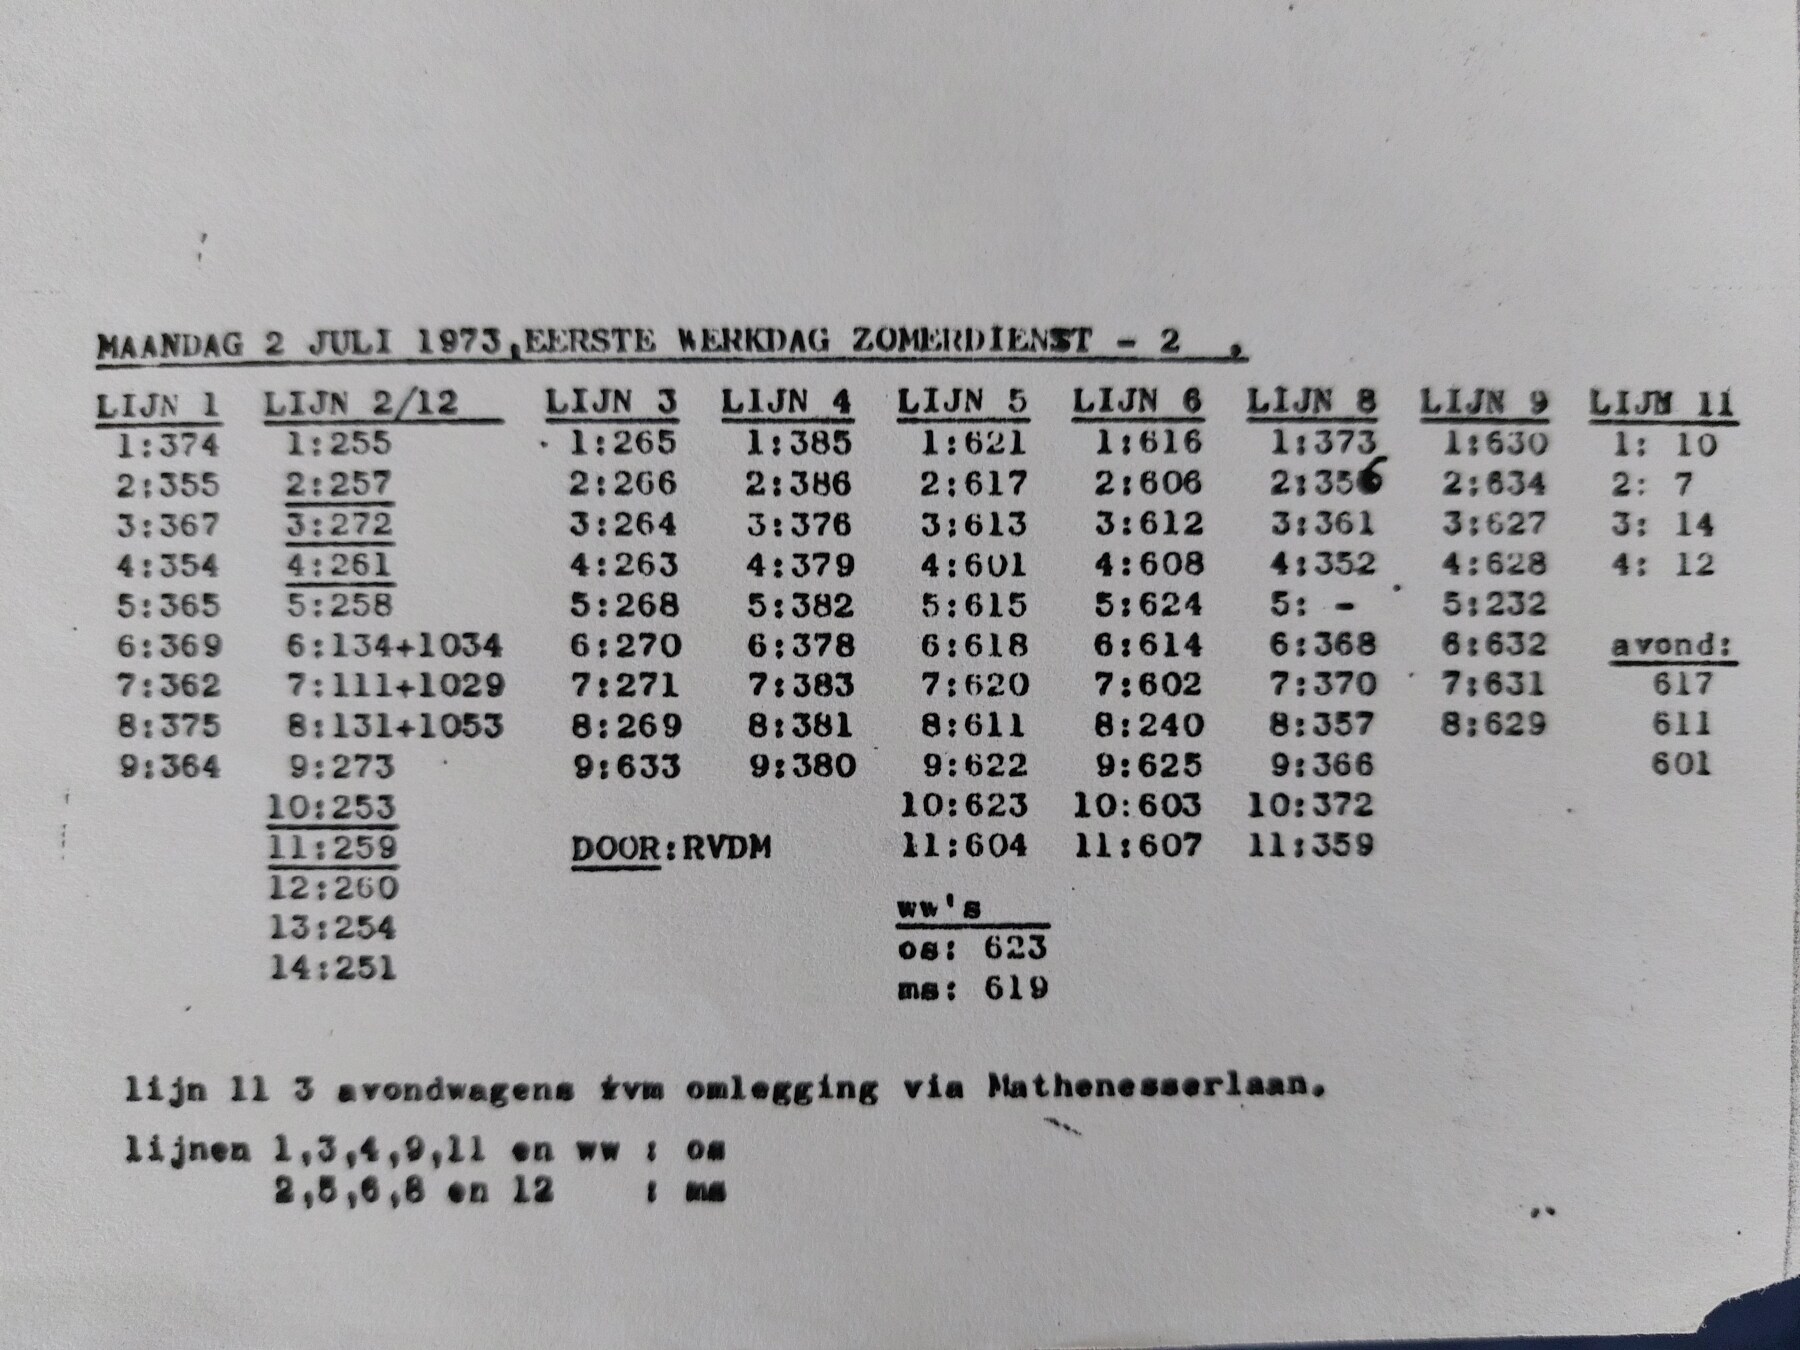 MAANDAG 2 JULI 1973,EERSTE WERKDAG ZOMERDIENST - 2 .
LIJN 1 LIJN 2/12 LIJN 3 LIJN 4 LIJN 5 LIJN 6 LIJN 8 LIJN 9 LIJN 11
1:374 1:255 1:265 1:385 1:621 1:616 1:373 1:630 1: 10
2:355 2:257 2:266 2:386 2:617 2:606 2:356 2:634 2: 7
3:367 3:272 3:264 3:376 3:613 3:612 3:361 3:627 3: 14
4:354 4:261 4:263 4:379 4:601 4:608 4:352 4:628 4: 12
5:365 5:258 5:268 5:382 5:615 5:624 5: - 5:232
6:369 6:134+1034 6:270 6:378 6:618 6:614 6:368 6:632 avond:
7:362 7:111+1029 7:271 7:383 7:620 7:602 7:370 7:631 617
8:375 8:131+1053 8:269 8:381 8:611 8:240 8:357 8:629 611
9:364 9:273 9:633 9:380 9:622 9:625 9:366 601
10:253 10:623 10:603 10:372
11:259 DOOR:RVDM 11:604 11:607 11:359
12:260
ww's
13:254 os: 623
14:251 ms: 619
lijn 11 3 avondwagens ivm omlegging via Mathenesserlaan.
lijnen 1,3,4,9,11 en ww : os
2,5,6,8 en 12 : ms